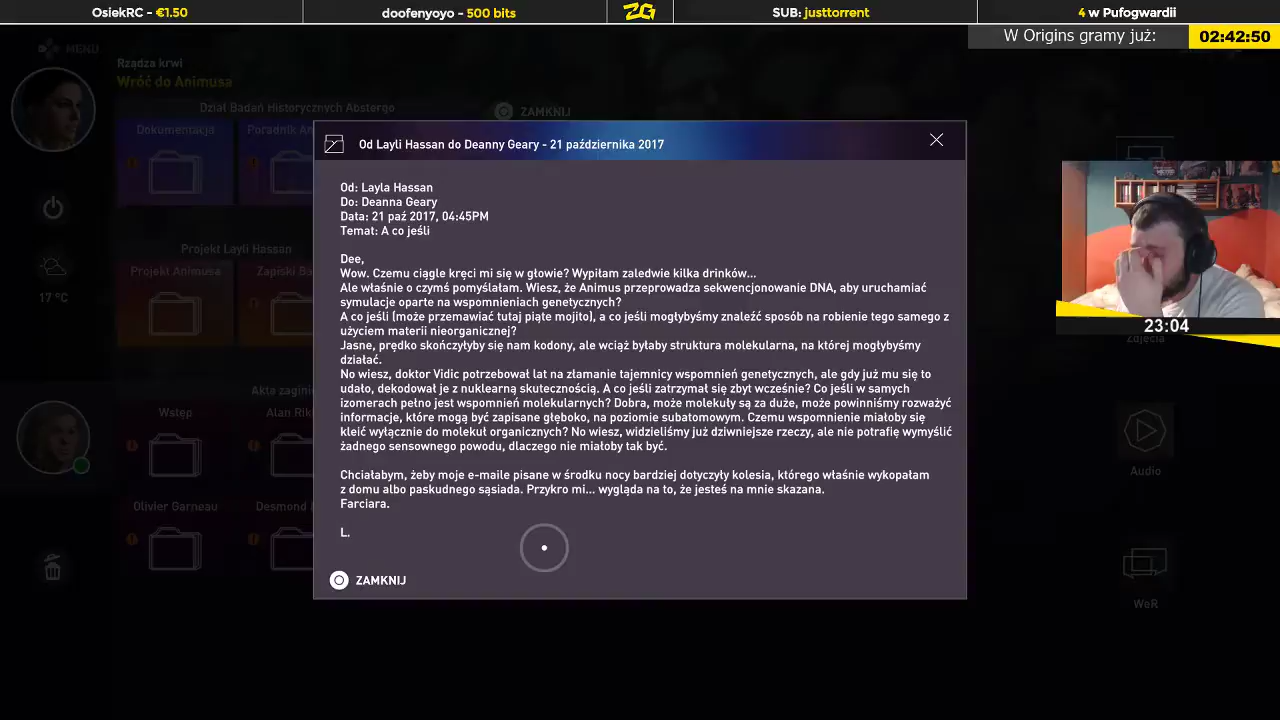 OsiekRC - €1.50
doofenyoyo - 500 bits
ZG
SUB: justtorrent
4 w Pufogwardii
W Origins gramy już:
02:42:50
MENU
Rządza krwi
Wróć do Animusa
Dział Badań Historycznych Abstergo
ZAMKNIJ
Dokumentacja
Poradnik An
Od Layli Hassan do Deanny Geary - 21 października 2017
Od: Layla Hassan
Do: Deanna Geary
Data: 21 paź 2017, 04:45PM
Temat: A co jeśli
Dee,
Wow. Czemu ciągle kręci mi się w głowie? Wypiłam zaledwie kilka drinków...
Ale właśnie o czymś pomyślałam. Wiesz, że Animus przeprowadza sekwencjonowanie DNA, aby uruchamiać
symulacje oparte na wspomnieniach genetycznych?
A co jeśli (może przemawiać tutaj piąte mojito), a co jeśli mogłybyśmy znaleźć sposób na robienie tego samego z
użyciem materii nieorganicznej?
Jasne, prędko skończyłyby się nam kodony, ale wciąż byłaby struktura molekularna, na której mogłybyśmy
działać.
No wiesz, doktor Vidic potrzebował lat na złamanie tajemnicy wspomnień genetycznych, ale gdy już mu się to
udało, dekodował je z nuklearną skutecznością. A co jeśli zatrzymał się zbyt wcześnie? Co jeśli w samych
izomerach pełno jest wspomnień molekularnych? Dobra, może molekuły są za duże, może powinniśmy rozważyć
informacje, które mogą być zapisane głęboko, na poziomie subatomowym. Czemu wspomnienie miałoby się
kleić wyłącznie do molekuł organicznych? No wiesz, widzieliśmy już dziwniejsze rzeczy, ale nie potrafię wymyślić
żadnego sensownego powodu, dlaczego nie miałoby tak być.
Chciałabym, żeby moje e-maile pisane w środku nocy bardziej dotyczyły kolesia, którego właśnie wykopałam
z domu albo paskudnego sąsiada. Przykro mi... wygląda na to, że jesteś na mnie skazana.
Farciara.
L.
ZAMKNIJ
17 °C
Projekt Layli Hassan
Projekt Animusa
Zapiski Ba
Akta zagini
Wstęp
Alan Rik
Olivier Garneau
Desmond
23:04
Zdjęcia
Audio
WeR